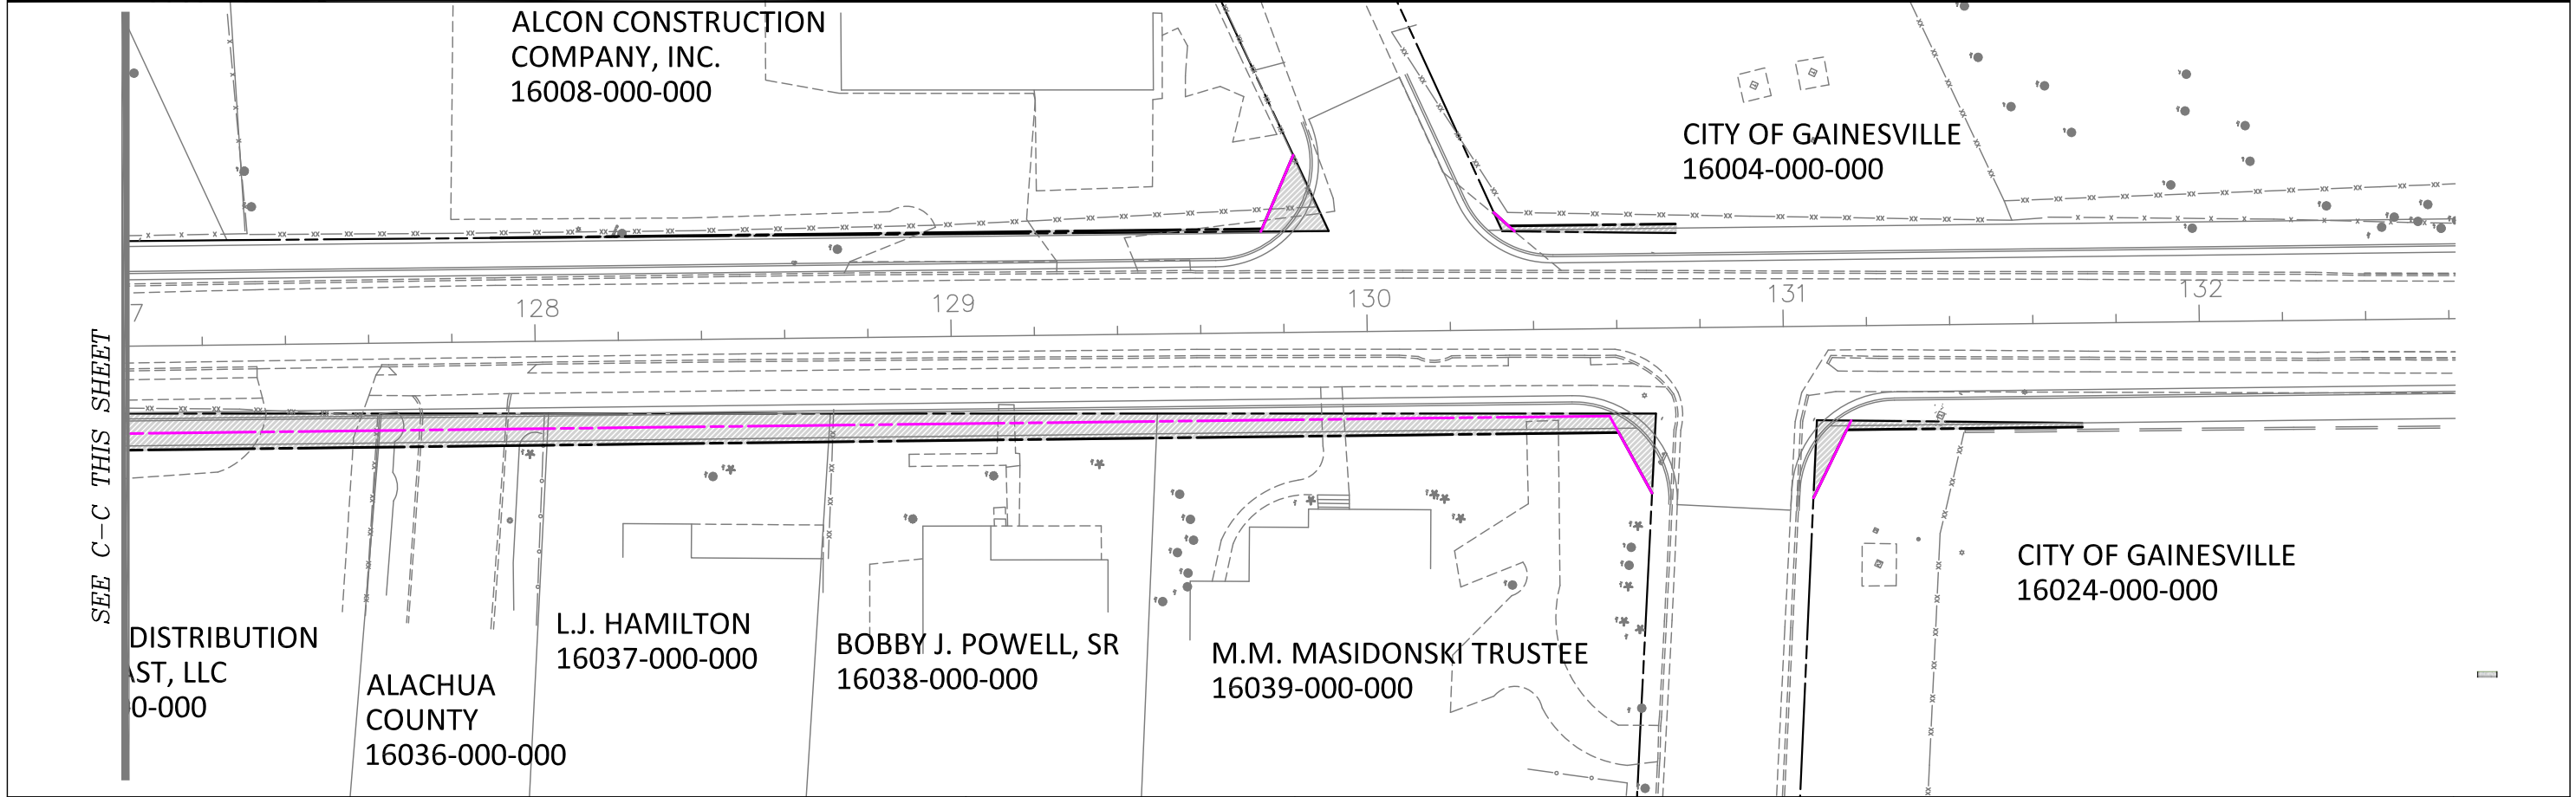 ALCON CONSTRUCTION
COMPANY, INC.
16008-000-000
CITY OF GAINESVILLE
16004-000-000
7
128
129
130
131
132
SEE C-C THIS SHEET
DISTRIBUTION
AST, LLC
0-000
ALACHUA
COUNTY
16036-000-000
L.J. HAMILTON
16037-000-000
BOBBY J. POWELL, SR
16038-000-000
M.M. MASIDONSKI TRUSTEE
16039-000-000
CITY OF GAINESVILLE
16024-000-000